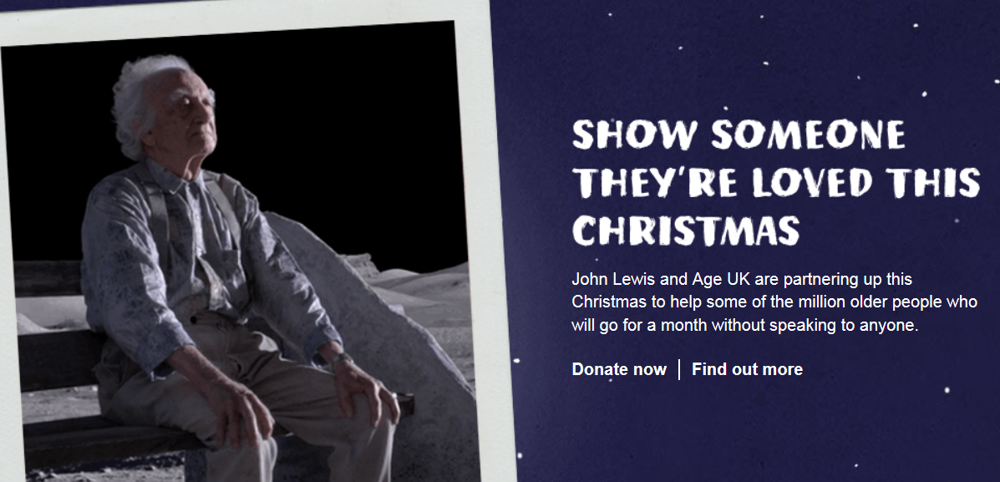 SHOW SOMEONE
THEY'RE LOVED THIS
CHRISTMAS
John Lewis and Age UK are partnering up this
Christmas to help some of the million older people who
will go for a month without speaking to anyone.
Donate now | Find out more